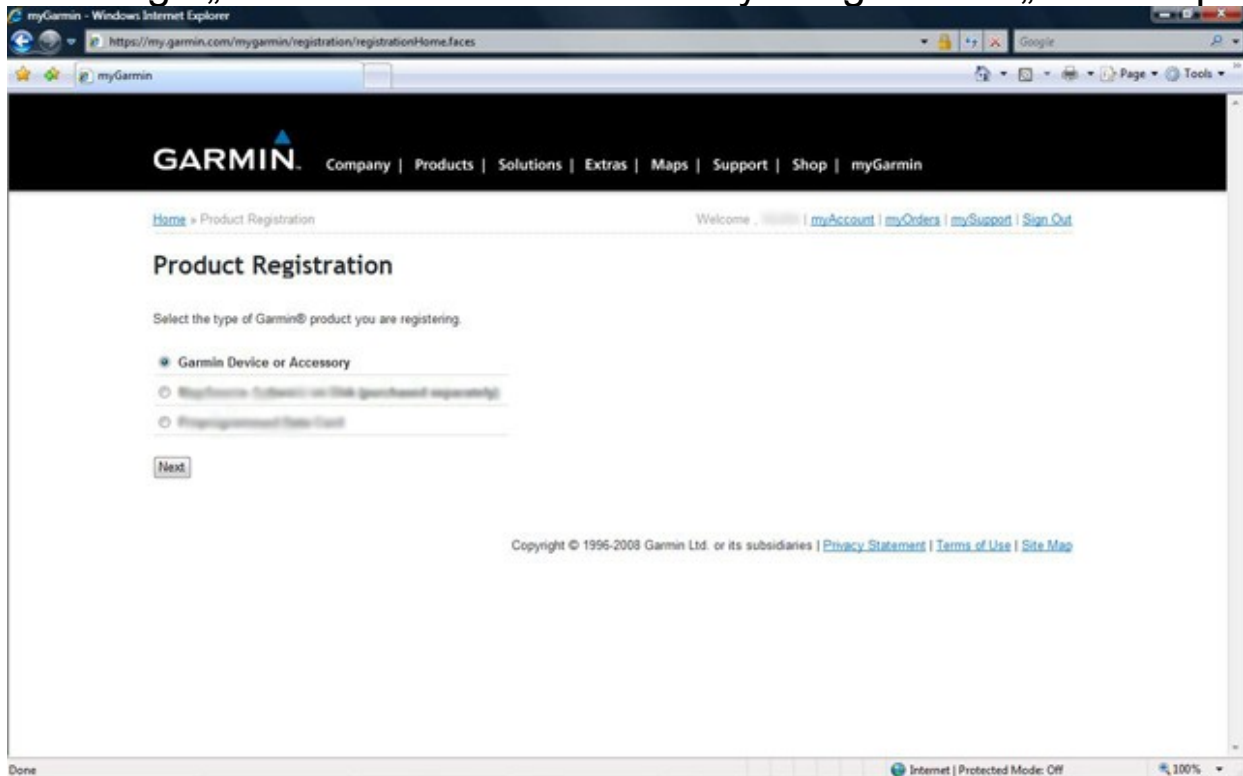 myGarmin - Windows Internet Explorer
https://my.garmin.com/mygarmin/registration/registrationHome.faces
Google
myGarmin
Page
Tools
GARMIN
Company | Products | Solutions | Extras | Maps | Support | Shop | myGarmin
Home » Product Registration
Welcome , | myAccount | myOrders | mySupport | Sign Out
Product Registration
Select the type of Garmin® product you are registering.
Garmin Device or Accessory
Next
Copyright © 1996-2008 Garmin Ltd. or its subsidiaries | Privacy Statement | Terms of Use | Site Map
Done
Internet | Protected Mode: Off
100%